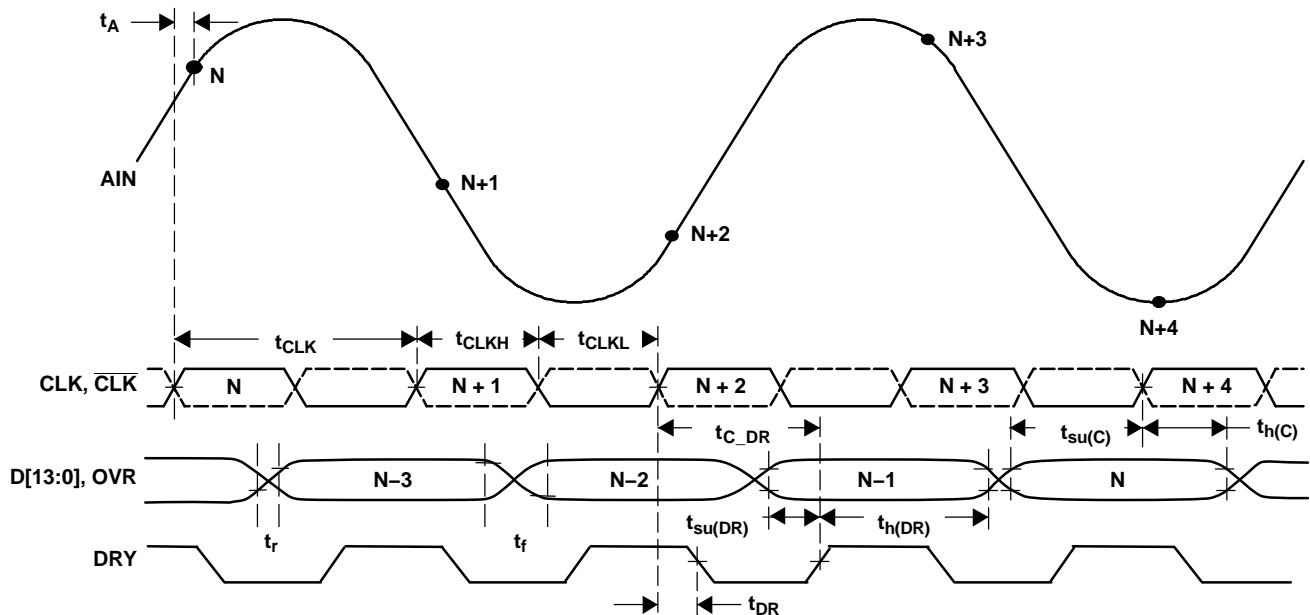 tA
N
N+3
AIN
N+1
N+2
N+4
tCLK
tCLKH
tCLKL
CLK, CLK
N
N + 1
N + 2
N + 3
N + 4
tC_DR
tsu(C)
th(C)
D[13:0], OVR
N–3
N–2
N–1
N
tr
tf
tsu(DR)
th(DR)
DRY
tDR